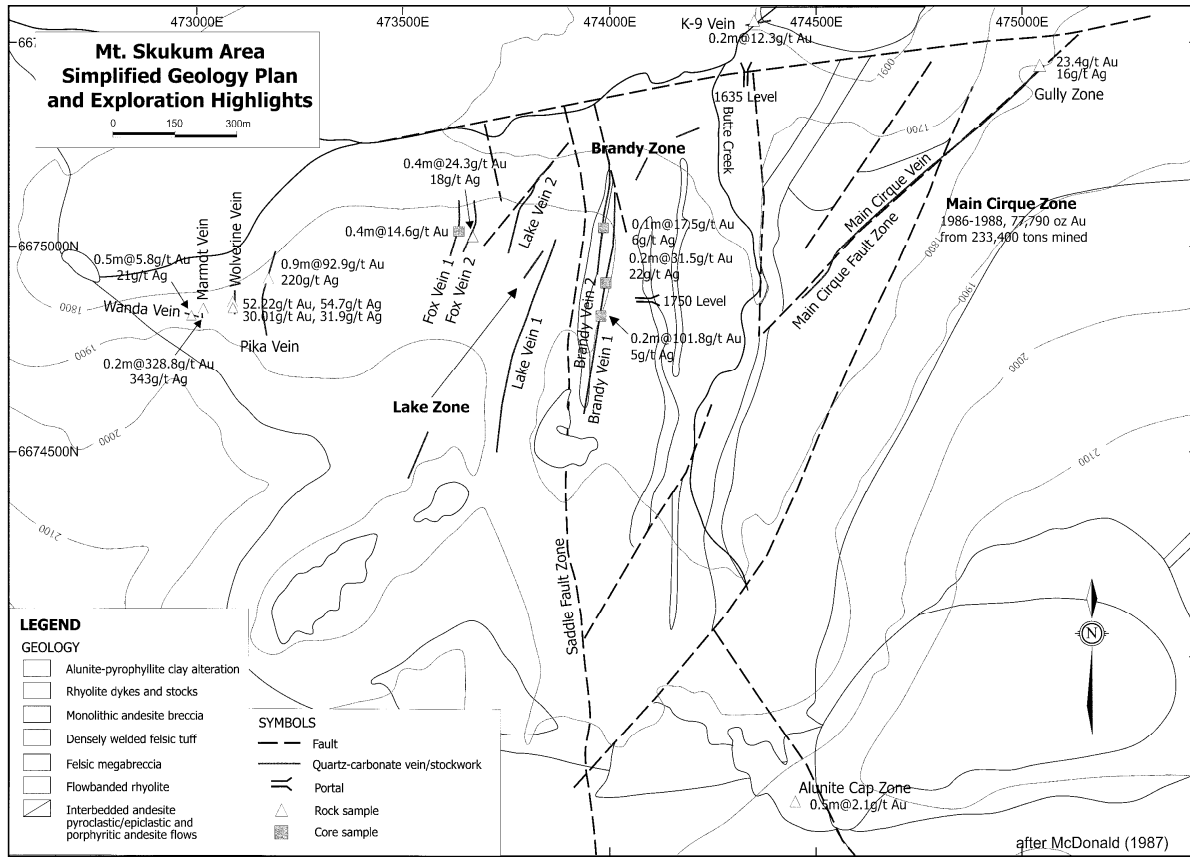 473000E
473500E
474000E
474500E
475000E
Mt. Skukum Area
Simplified Geology Plan
and Exploration Highlights
0 150 300m
K-9 Vein
0.2m@12.3g/t Au
1600
23.4g/t Au
16g/t Ag
Gully Zone
1635 Level
Butte Creek
1700
Brandy Zone
0.4m@24.3g/t Au
18g/t Ag
Lake Vein 2
Main Cirque Vein
Main Cirque Zone
1986-1988, 77,790 oz Au
from 233,400 tons mined
Main Cirque Fault Zone
1800
1900
6675000N
0.4m@14.6g/t Au
Fox Vein 1
Fox Vein 2
0.1m@17.5g/t Au
6g/t Ag
0.2m@31.5g/t Au
22g/t Ag
1750 Level
0.2m@101.8g/t Au
5g/t Ag
Marmot Vein
Wolverine Vein
0.5m@5.8g/t Au
21g/t Ag
0.9m@92.9g/t Au
220g/t Ag
Wanda Vein
52.22g/t Au, 54.7g/t Ag
30.01g/t Au, 31.9g/t Ag
Pika Vein
0.2m@328.8g/t Au
343g/t Ag
1800
1900
2000
2100
Lake Vein 1
Brandy Vein 2
Brandy Vein 1
Lake Zone
2000
2100
6674500N
Saddle Fault Zone
N
Alunite Cap Zone
0.5m@2.1g/t Au
LEGEND
GEOLOGY
Alunite-pyrophyllite clay alteration
Rhyolite dykes and stocks
Monolithic andesite breccia
Densely welded felsic tuff
Felsic megabreccia
Flowbanded rhyolite
Interbedded andesite
pyroclastic/epiclastic and
porphyritic andesite flows
SYMBOLS
Fault
Quartz-carbonate vein/stockwork
Portal
Rock sample
Core sample
after McDonald (1987)